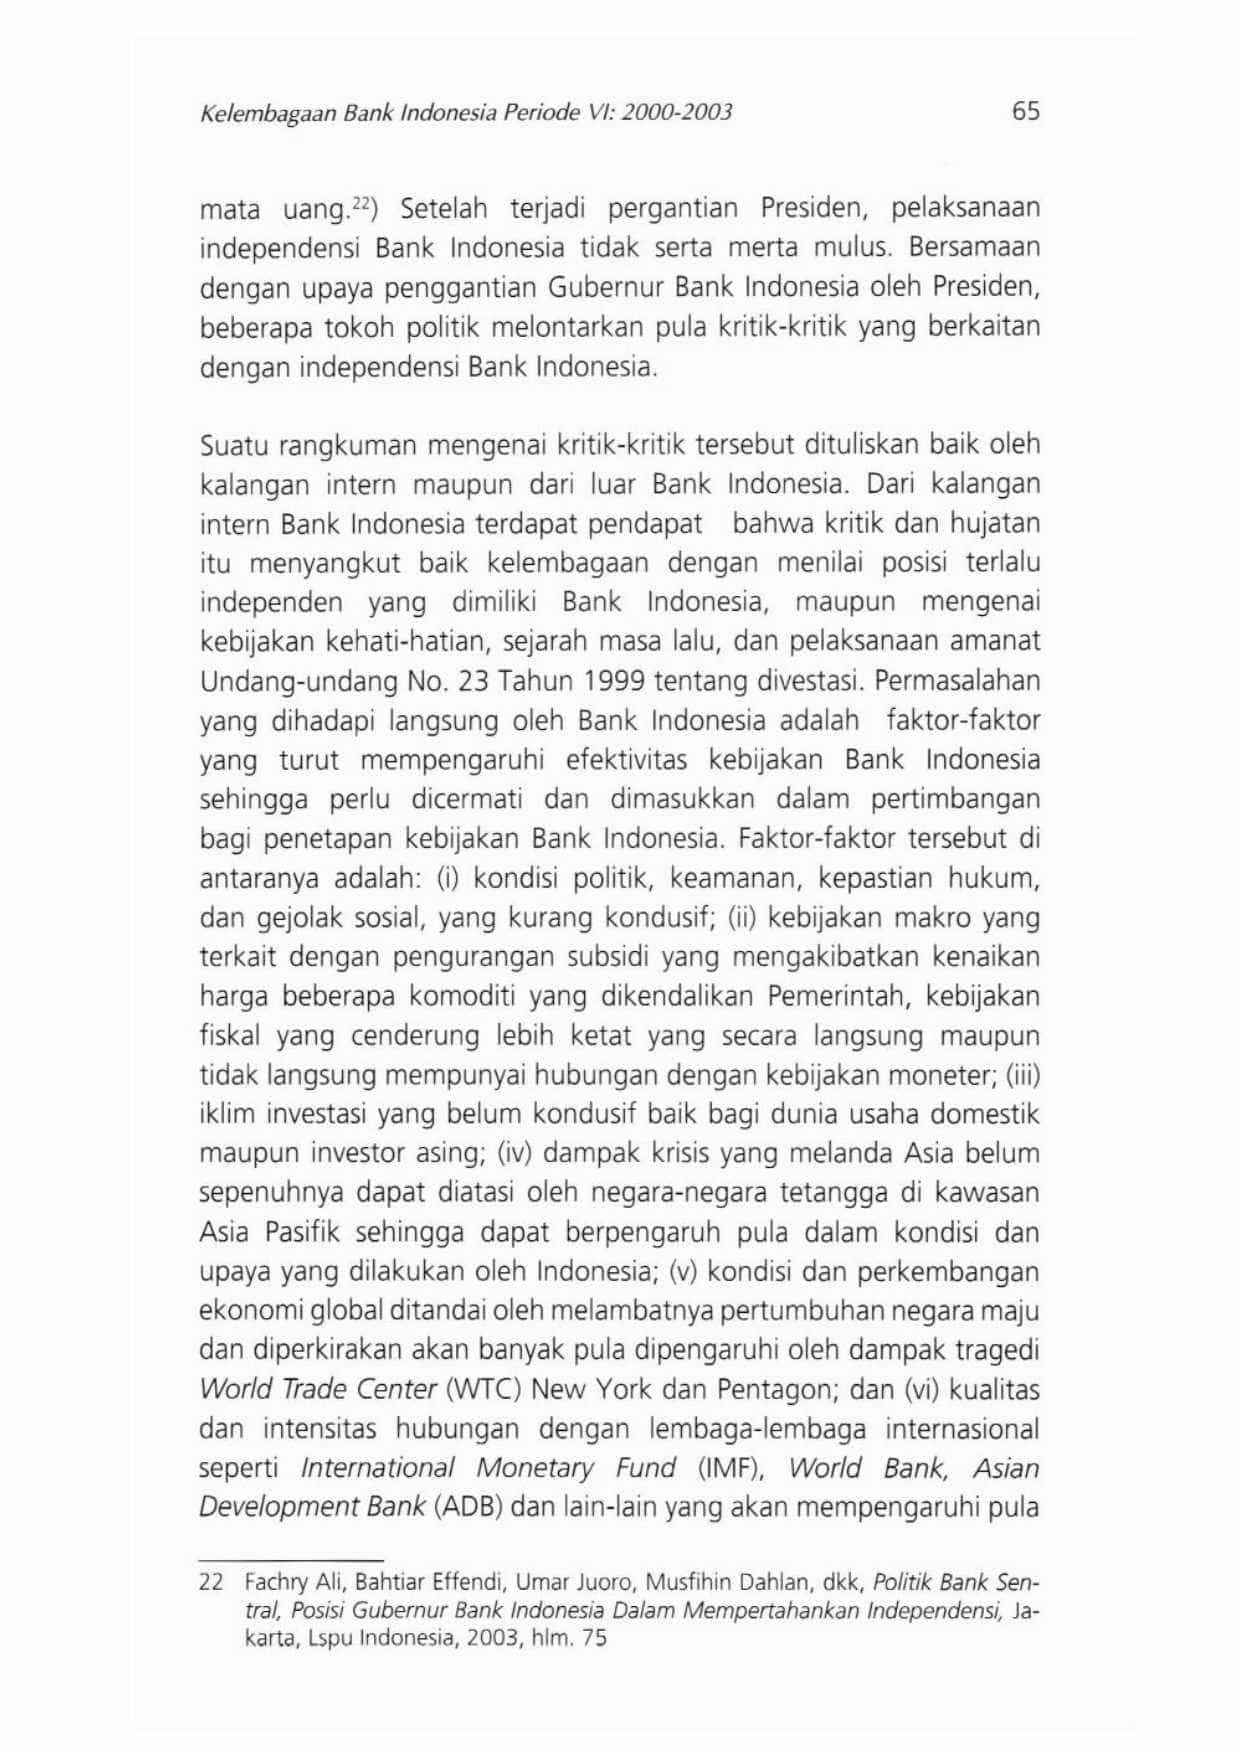 Kelembagaan Bank Indonesia Periode VI: 2000-2003 65
mata uang.22) Setelah terjadi pergantian Presiden, pelaksanaan
independensi Bank Indonesia tidak serta merta mulus. Bersamaan
dengan upaya penggantian Gubernur Bank Indonesia oleh Presiden,
beberapa tokoh politik melontarkan pula kritik-kritik yang berkaitan
dengan independensi Bank Indonesia.
Suatu rangkuman mengenai kritik-kritik tersebut dituliskan baik oleh
kalangan intern maupun dari luar Bank Indonesia. Dari kalangan
intern Bank Indonesia terdapat pendapat bahwa kritik dan hujatan
itu menyangkut baik kelembagaan dengan menilai posisi terlalu
independen yang dimiliki Bank Indonesia, maupun mengenai
kebijakan kehati-hatian, sejarah masa lalu, dan pelaksanaan amanat
Undang-undang No. 23 Tahun 1999 tentang divestasi. Permasalahan
yang dihadapi langsung oleh Bank Indonesia adalah faktor-faktor
yang turut mempengaruhi efektivitas kebijakan Bank Indonesia
sehingga perlu dicermati dan dimasukkan dalam pertimbangan
bagi penetapan kebijakan Bank Indonesia. Faktor-faktor tersebut di
antaranya adalah: (i) kondisi politik, keamanan, kepastian hukum,
dan gejolak sosial, yang kurang kondusif; (ii) kebijakan makro yang
terkait dengan pengurangan subsidi yang mengakibatkan kenaikan
harga beberapa komoditi yang dikendalikan Pemerintah, kebijakan
fiskal yang cenderung lebih ketat yang secara langsung maupun
tidak langsung mempunyai hubungan dengan kebijakan moneter; (iii)
iklim investasi yang belum kondusif baik bagi dunia usaha domestik
maupun investor asing; (iv) dampak krisis yang melanda Asia belum
sepenuhnya dapat diatasi oleh negara-negara tetangga di kawasan
Asia Pasifik sehingga dapat berpengaruh pula dalam kondisi dan
upaya yang dilakukan oleh Indonesia; (v) kondisi dan perkembangan
ekonomi global ditandai oleh melambatnya pertumbuhan negara maju
dan diperkirakan akan banyak pula dipengaruhi oleh dampak tragedi
World Trade Center (WTC) New York dan Pentagon; dan (vi) kualitas
dan intensitas hubungan dengan lembaga-lembaga internasional
seperti International Monetary Fund (IMF), World Bank, Asian
Development Bank (ADB) dan lain-lain yang akan mempengaruhi pula
22 Fachry Ali, Bahtiar Effendi, Umar Juoro, Musfihin Dahlan, dkk, Politik Bank Sen-
tral, Posisi Gubernur Bank Indonesia Dalam Mempertahankan Independensi, Ja-
karta, Lspu Indonesia, 2003, hlm. 75